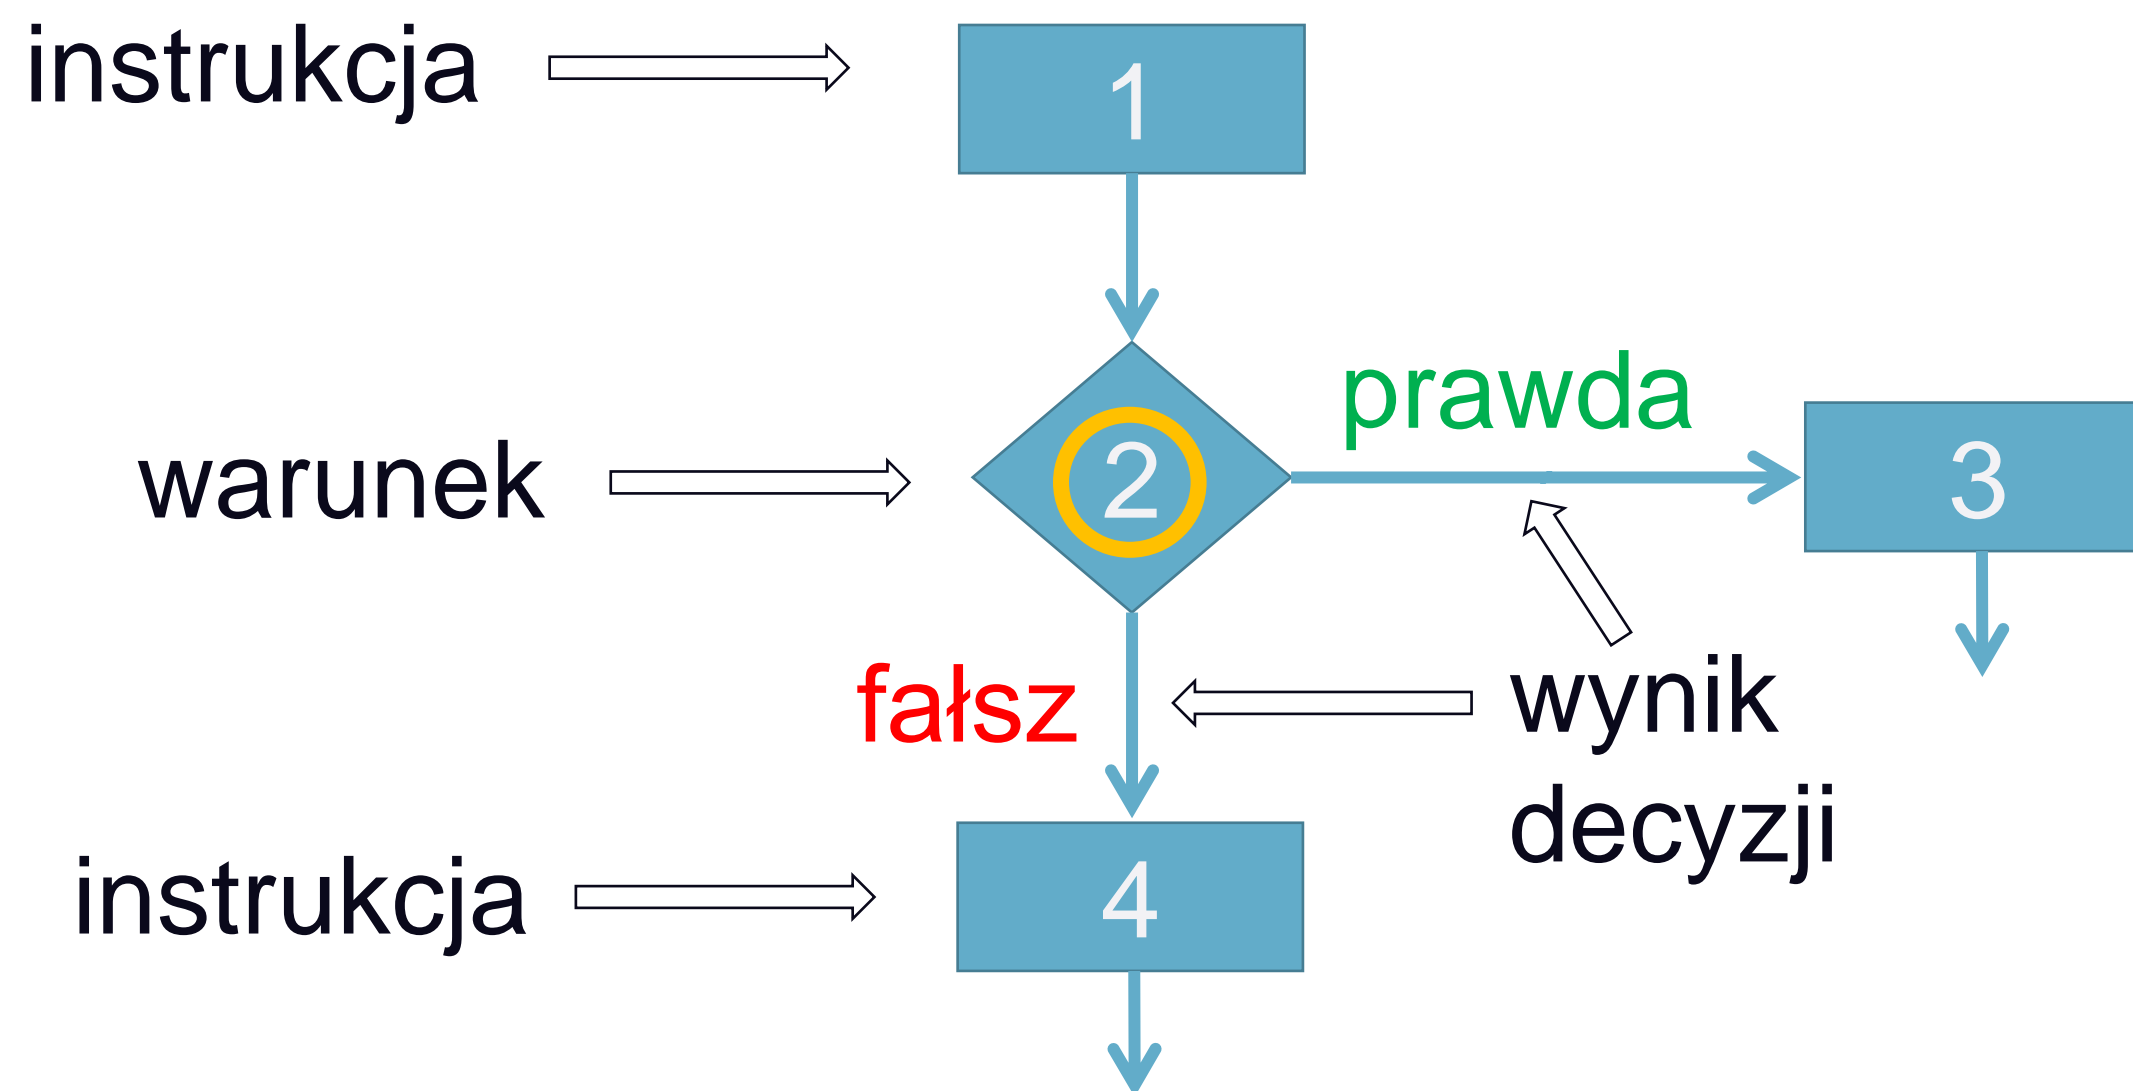 instrukcja
1
prawda
warunek
2
3
fałsz
wynik
decyzji
instrukcja
4